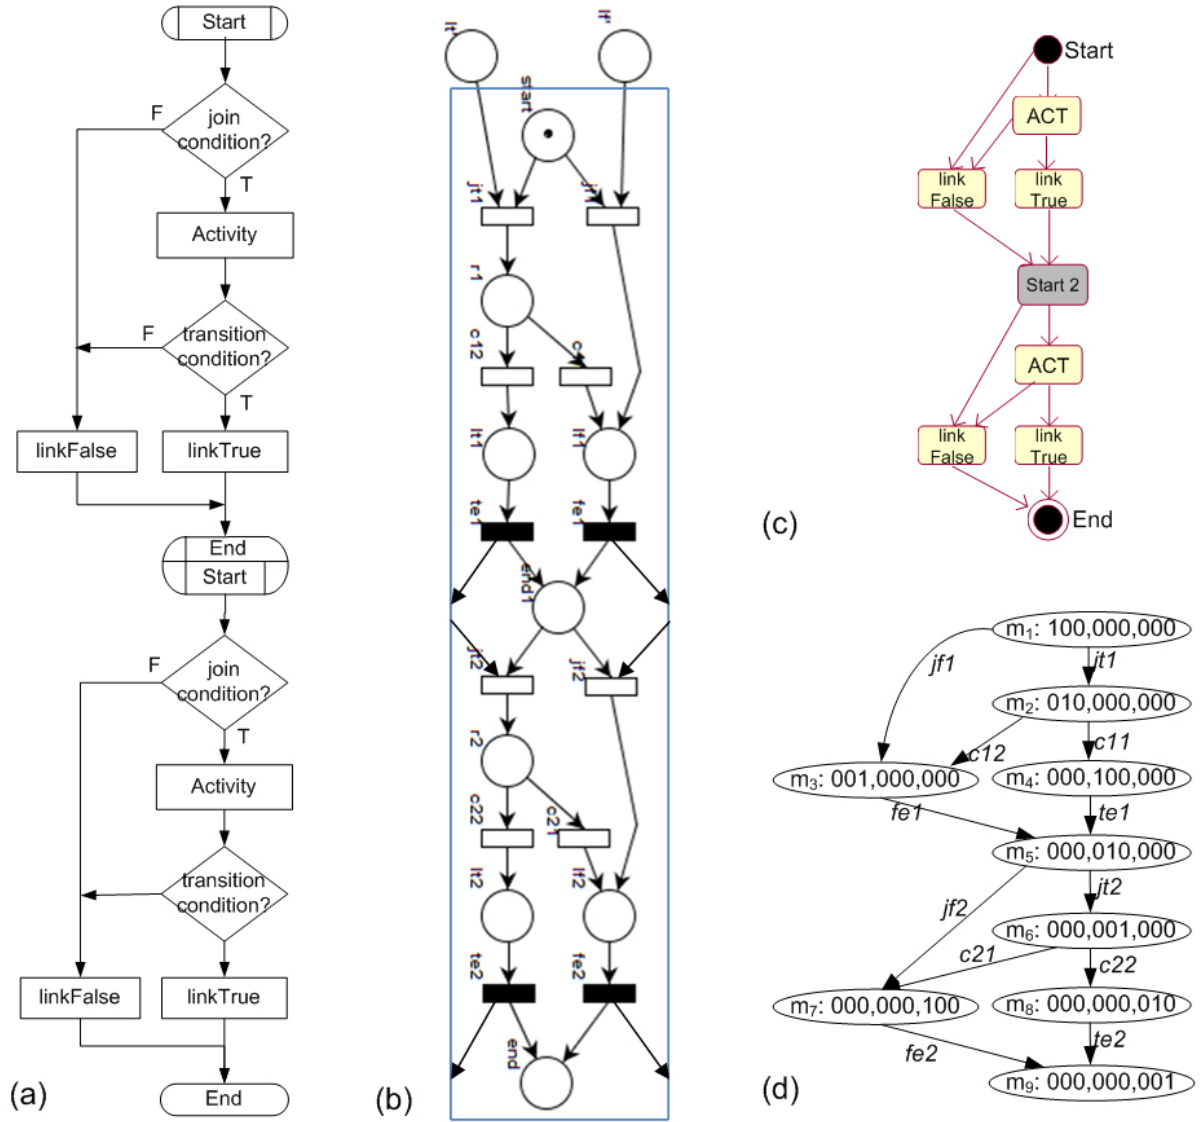 Start
join
condition?
F
T
Activity
transition
condition?
F
T
linkFalse
linkTrue
End
Start
join
condition?
F
T
Activity
transition
condition?
linkFalse
linkTrue
End
(a)
lt'
lf'
start
jt1
jf1
r1
c12
lt1
lf1
te1
fe1
end1
jt2
jf2
r2
c22
c21
lt2
lf2
te2
fe2
end
(b)
Start
ACT
link
False
link
True
Start 2
ACT
link
False
link
True
End
(c)
m1: 100,000,000
jf1
jt1
m2: 010,000,000
c12
c11
m3: 001,000,000
m4: 000,100,000
fe1
te1
m5: 000,010,000
jf2
jt2
m6: 000,001,000
c21
c22
m7: 000,000,100
m8: 000,000,010
fe2
te2
m9: 000,000,001
(d)